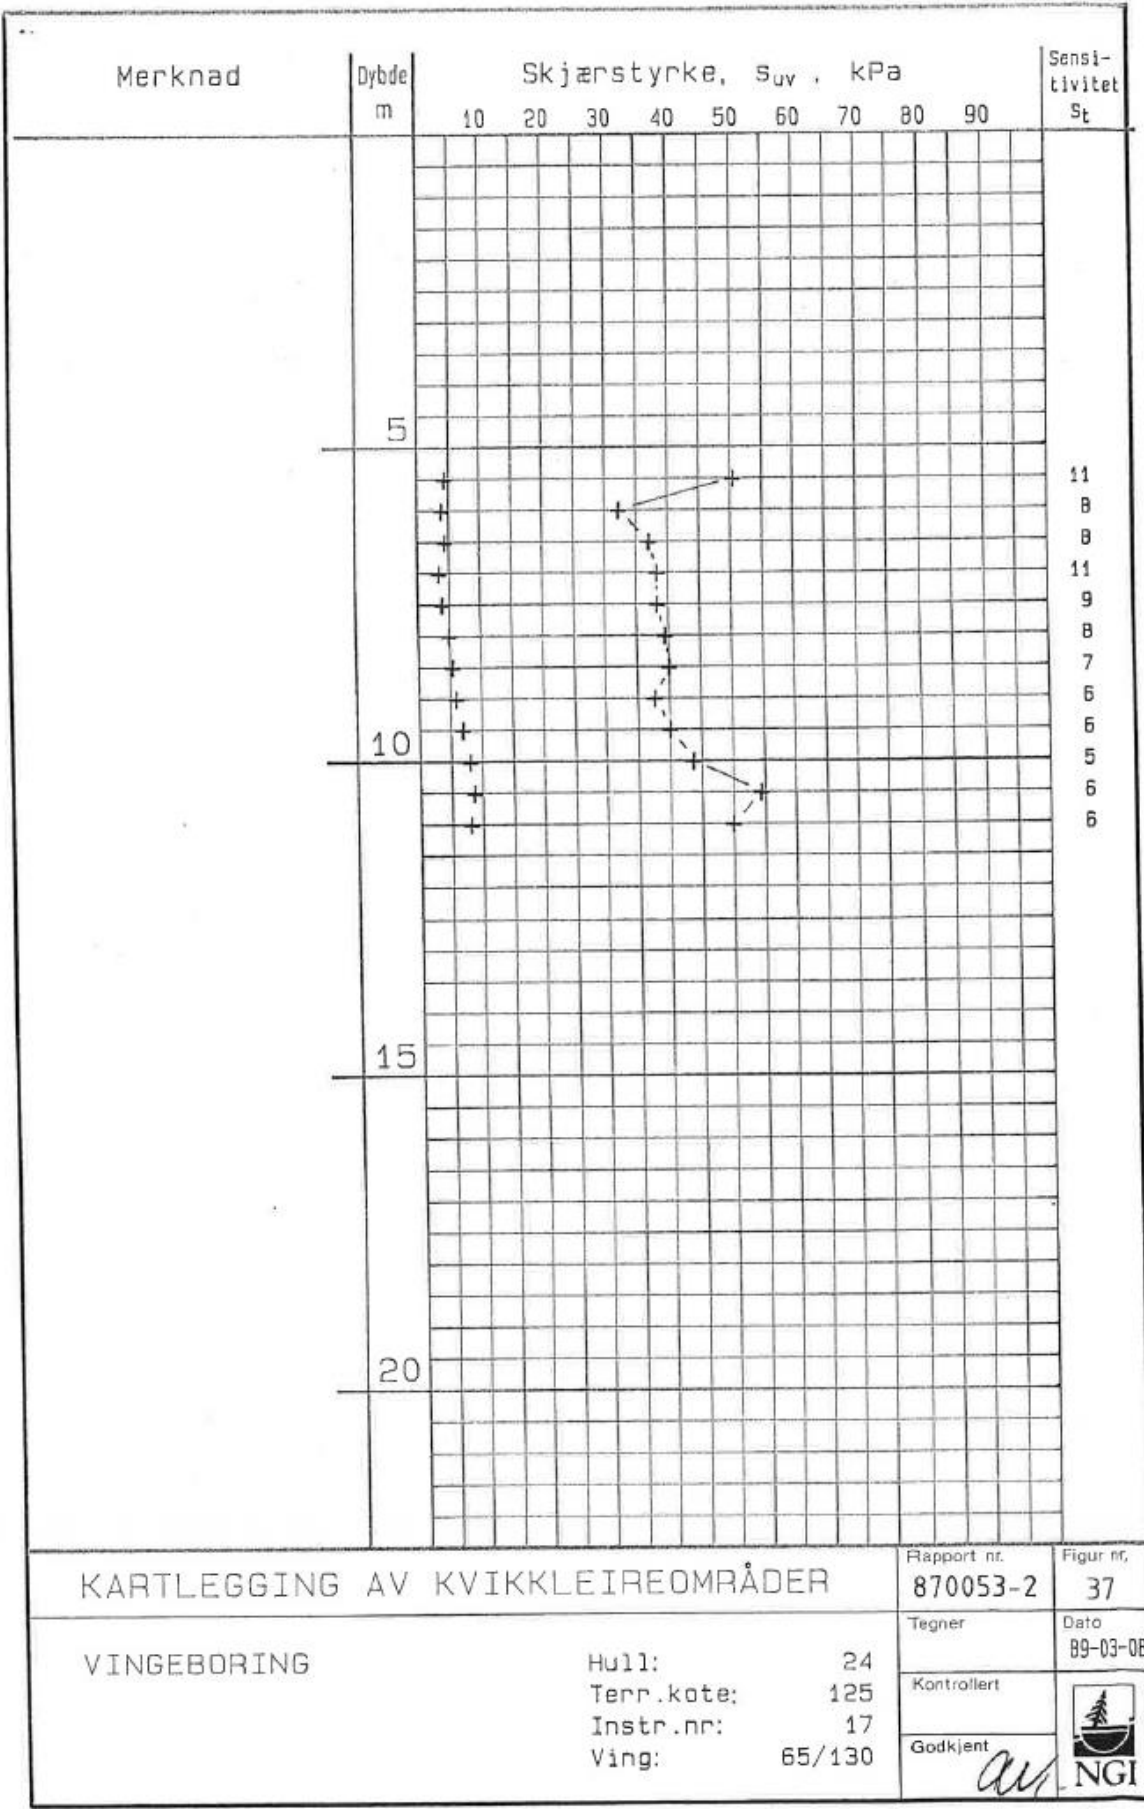 Merknad
Dybde
m
Skjærstyrke, suv, kPa
10 20 30 40 50 60 70 80 90
Sensi-
tivitet
St
5
11
8
8
11
9
8
7
6
6
10
5
6
6
15
20
KARTLEGGING AV KVIKKLEIREOMRÅDER
Rapport nr.
870053-2
Figur nr.
37
VINGEBORING
Hull: 24
Terr.kote: 125
Instr.nr: 17
Ving: 65/130
Tegner
Dato
89-03-08
Kontrollert
Godkjent
NGI